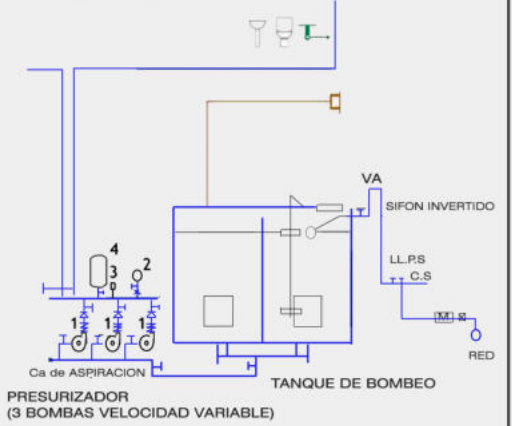 VA
SIFON INVERTIDO
LL.P.S
C.S
4
3 2
1 1 1
M
RED
Ca de ASPIRACION
TANQUE DE BOMBEO
PRESURIZADOR
(3 BOMBAS VELOCIDAD VARIABLE)